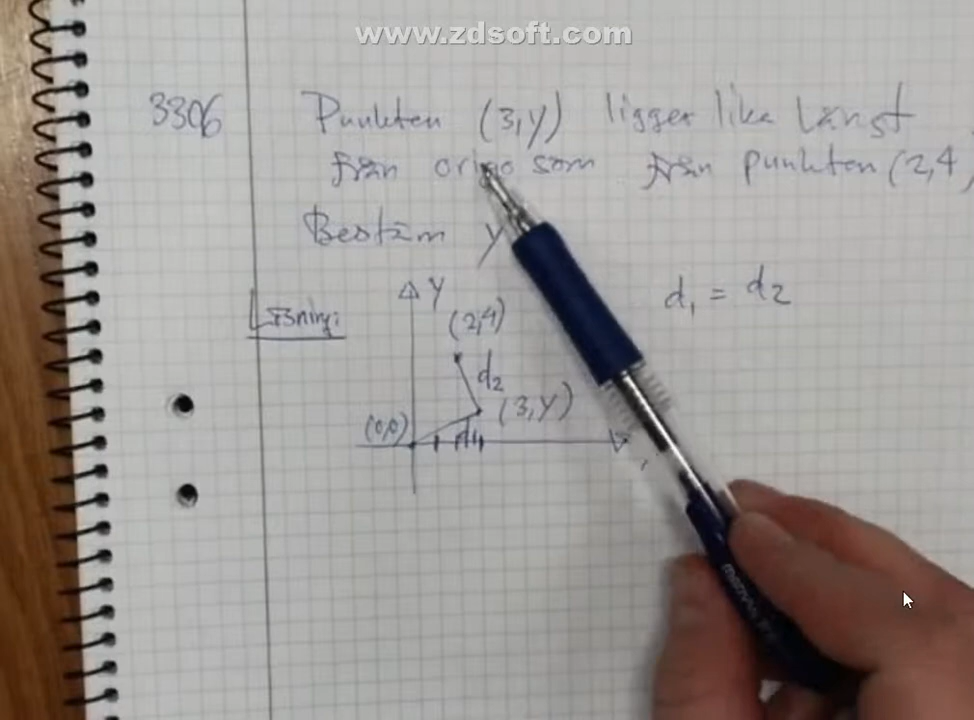 www.zdsoft.com
3306 Punkten (3,y) ligger lika långt
från origo som från punkten (2,4
Bestäm y
Lösning:
y
d₁ = d₂
(2,4)
d₂
(3,y)
(0,0)
d₁